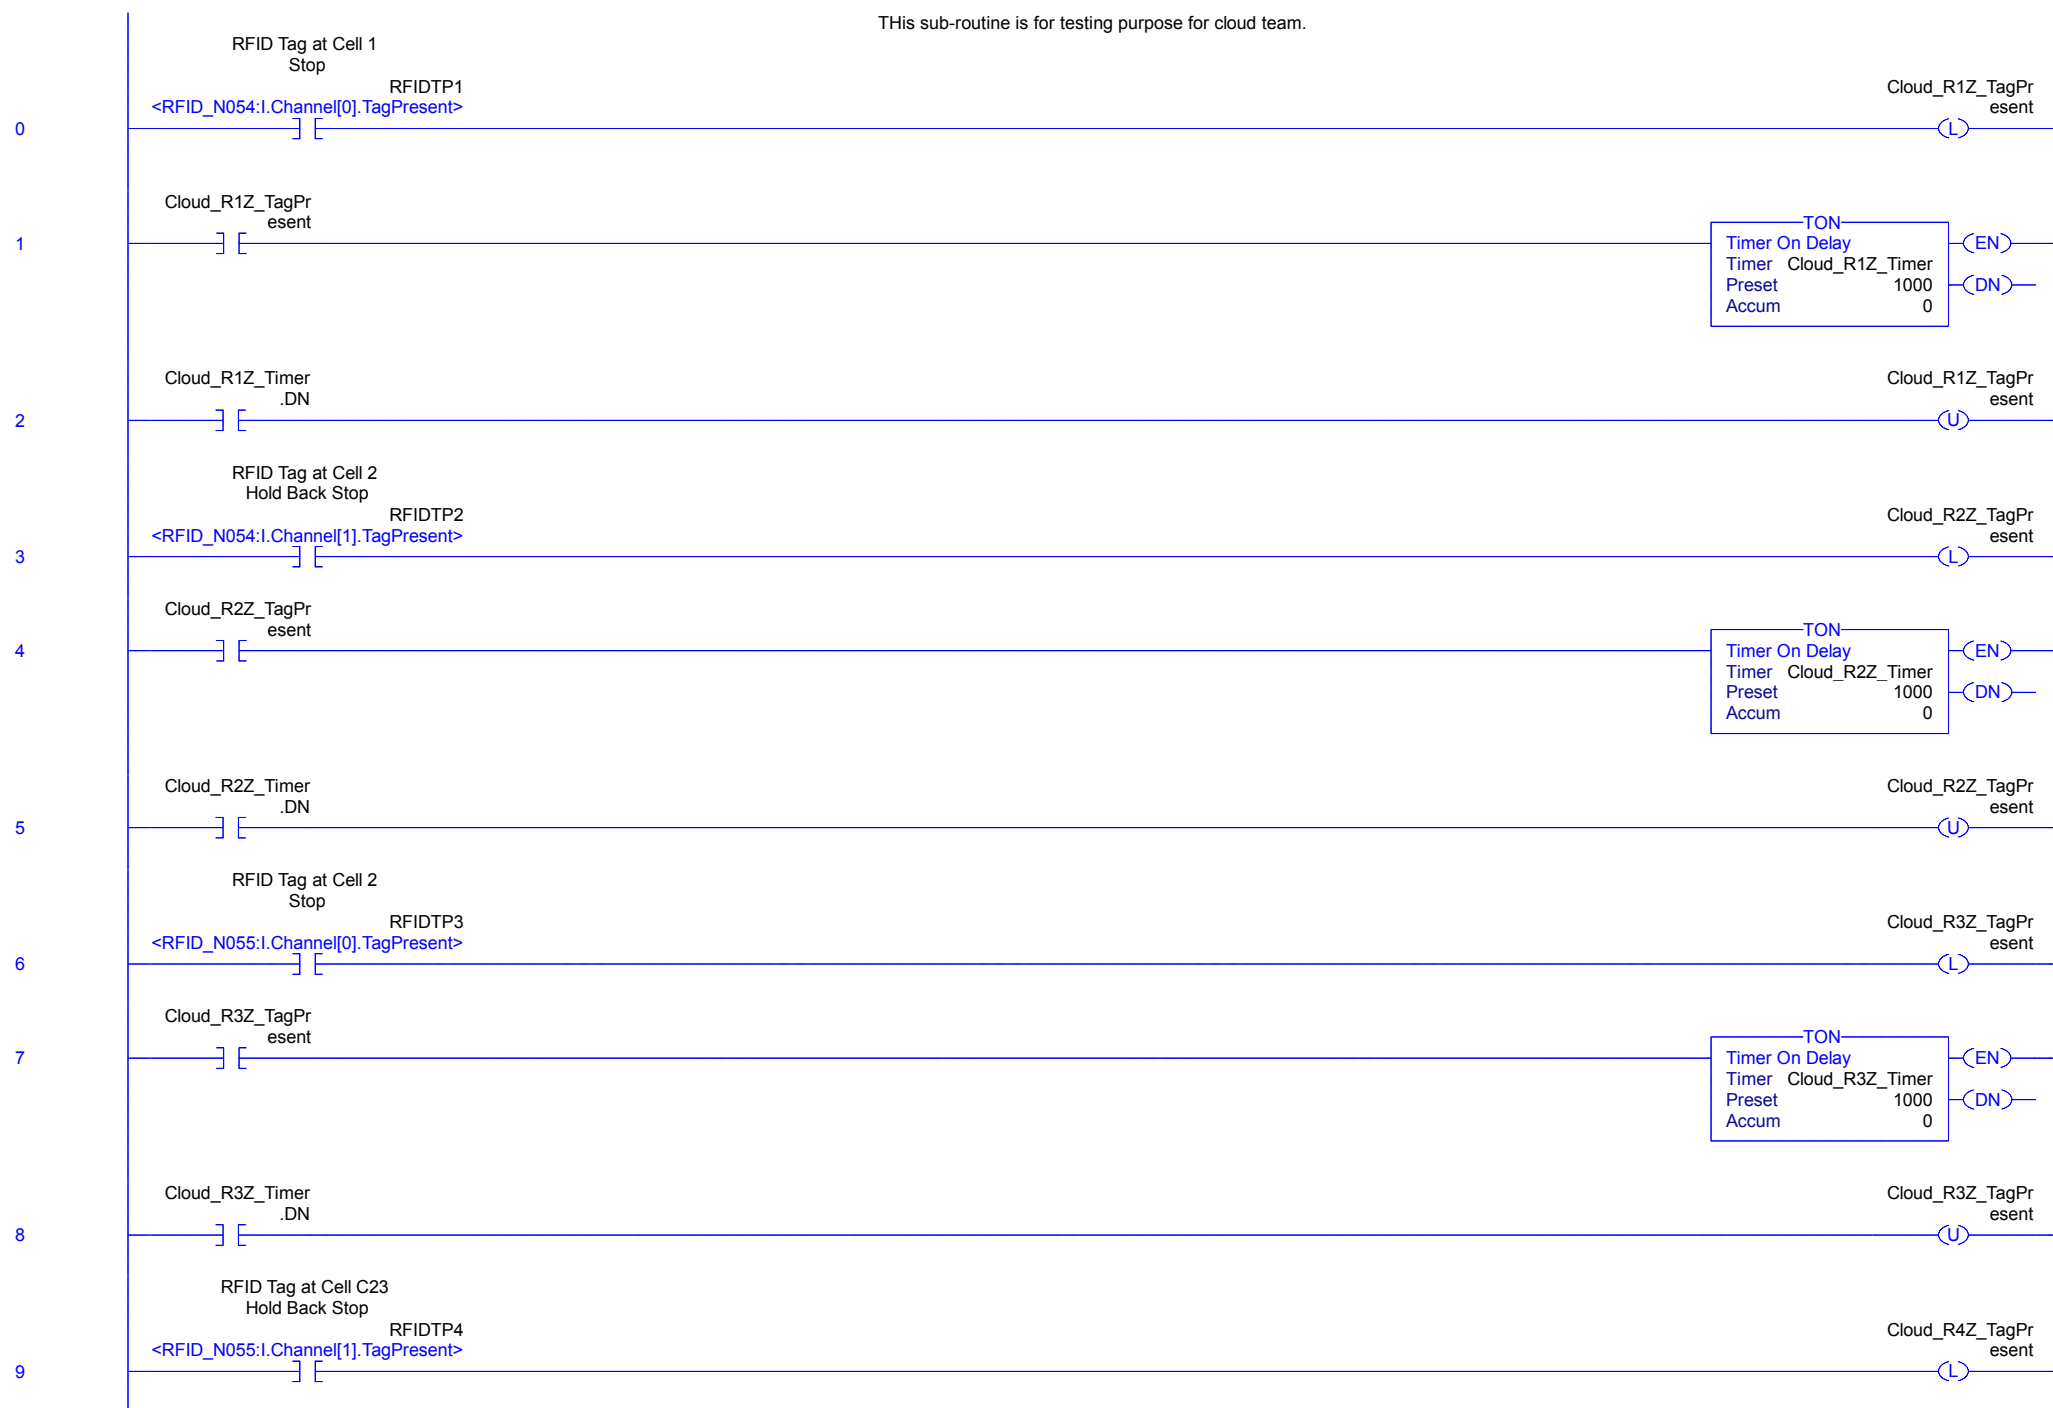 THis sub-routine is for testing purpose for cloud team.
RFID Tag at Cell 1
Stop
RFIDTP1
<RFID_N054:I.Channel[0].TagPresent>
Cloud_R1Z_TagPr
esent
0
L
Cloud_R1Z_TagPr
esent
1
TON
Timer On Delay
Timer Cloud_R1Z_Timer
Preset 1000
Accum 0
EN
DN
Cloud_R1Z_Timer
.DN
Cloud_R1Z_TagPr
esent
2
U
RFID Tag at Cell 2
Hold Back Stop
RFIDTP2
<RFID_N054:I.Channel[1].TagPresent>
Cloud_R2Z_TagPr
esent
3
L
Cloud_R2Z_TagPr
esent
4
TON
Timer On Delay
Timer Cloud_R2Z_Timer
Preset 1000
Accum 0
EN
DN
Cloud_R2Z_Timer
.DN
Cloud_R2Z_TagPr
esent
5
U
RFID Tag at Cell 2
Stop
RFIDTP3
<RFID_N055:I.Channel[0].TagPresent>
Cloud_R3Z_TagPr
esent
6
L
Cloud_R3Z_TagPr
esent
7
TON
Timer On Delay
Timer Cloud_R3Z_Timer
Preset 1000
Accum 0
EN
DN
Cloud_R3Z_Timer
.DN
Cloud_R3Z_TagPr
esent
8
U
RFID Tag at Cell C23
Hold Back Stop
RFIDTP4
<RFID_N055:I.Channel[1].TagPresent>
Cloud_R4Z_TagPr
esent
9
L